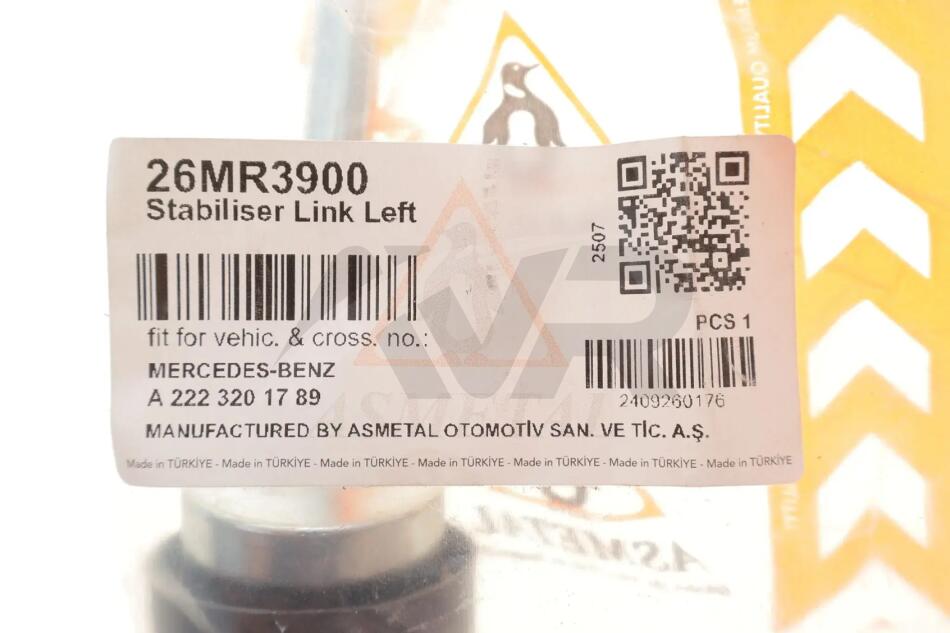 26MR3900
Stabiliser Link Left
2507
PCS 1
fit for vehic. & cross. no.:
MERCEDES-BENZ
A 222 320 17 89
2409260176
MANUFACTURED BY ASMETAL OTOMOTİV SAN. VE TİC. A.Ş.
Made in TÜRKİYE - Made in TÜRKİYE - Made in TÜRKİYE - Made in TÜRKİYE - Made in TÜRKİYE - Made in TÜRKİYE - Made in TÜRKİYE
ASMETAL
ASMETAL